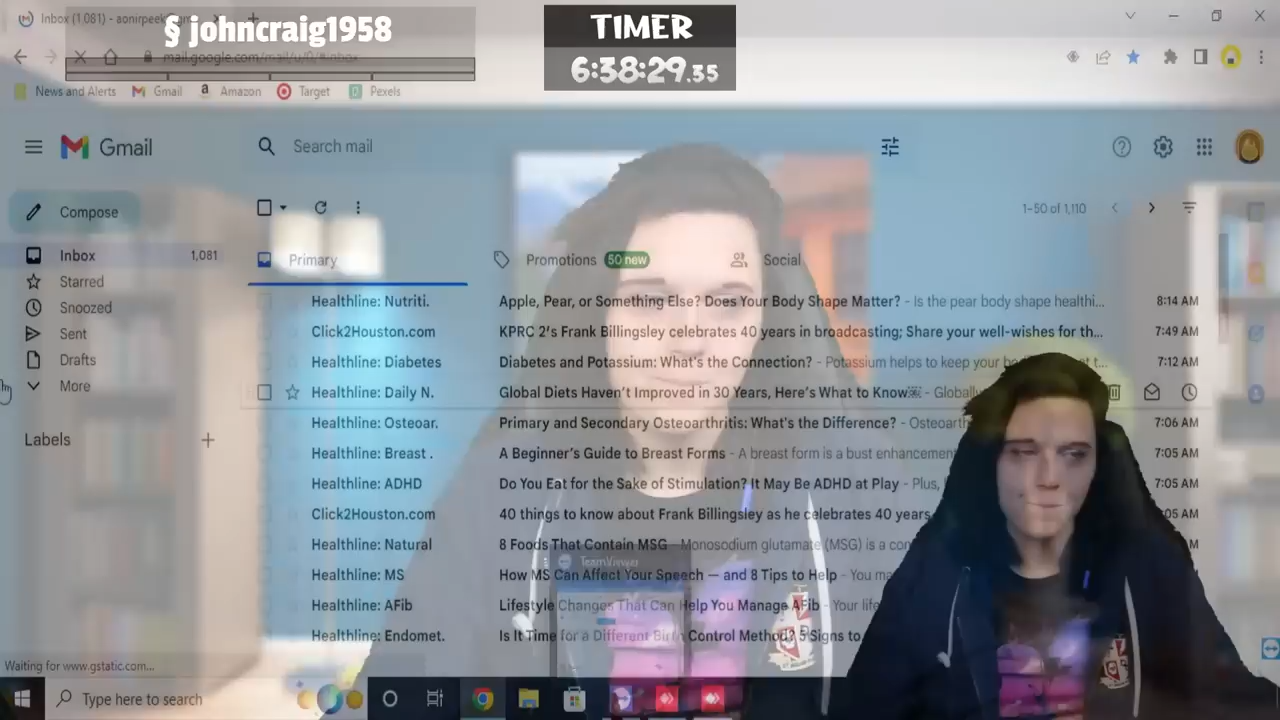 Inbox (1,081) - aonirpeek
§ johncraig1958
TIMER
6:38:29.35
mail.google.com/mail/u/0/#inbox
News and Alerts
Gmail
Amazon
Target
Pexels
Gmail
Search mail
Compose
1-50 of 1,110
Inbox 1,081
Primary
Promotions 50 new
Social
Starred
Snoozed
Sent
Drafts
More
Labels
Healthline: Nutriti. Apple, Pear, or Something Else? Does Your Body Shape Matter? - Is the pear body shape healthi... 8:14 AM
Click2Houston.com KPRC 2's Frank Billingsley celebrates 40 years in broadcasting; Share your well-wishes for th... 7:49 AM
Healthline: Diabetes Diabetes and Potassium: What's the Connection? - Potassium helps to keep your 7:12 AM
Healthline: Daily N. Global Diets Haven't Improved in 30 Years, Here's What to Know - Globally
Healthline: Osteoar. Primary and Secondary Osteoarthritis: What's the Difference? - Osteoarth 7:06 AM
Healthline: Breast . A Beginner's Guide to Breast Forms - A breast form is a bust enhancemen 7:05 AM
Healthline: ADHD Do You Eat for the Sake of Stimulation? It May Be ADHD at Play - Plus, 7:05 AM
Click2Houston.com 40 things to know about Frank Billingsley as he celebrates 40 years 05 AM
Healthline: Natural 8 Foods That Contain MSG - Monosodium glutamate (MSG) is a con
TeamViewer
Healthline: MS How MS Can Affect Your Speech — and 8 Tips to Help - You ma
Healthline: AFib Lifestyle Changes That Can Help You Manage AFib - Your life
Healthline: Endomet. Is It Time for a Different Birth Control Method? 5 Signs to
Waiting for www.gstatic.com...
Type here to search